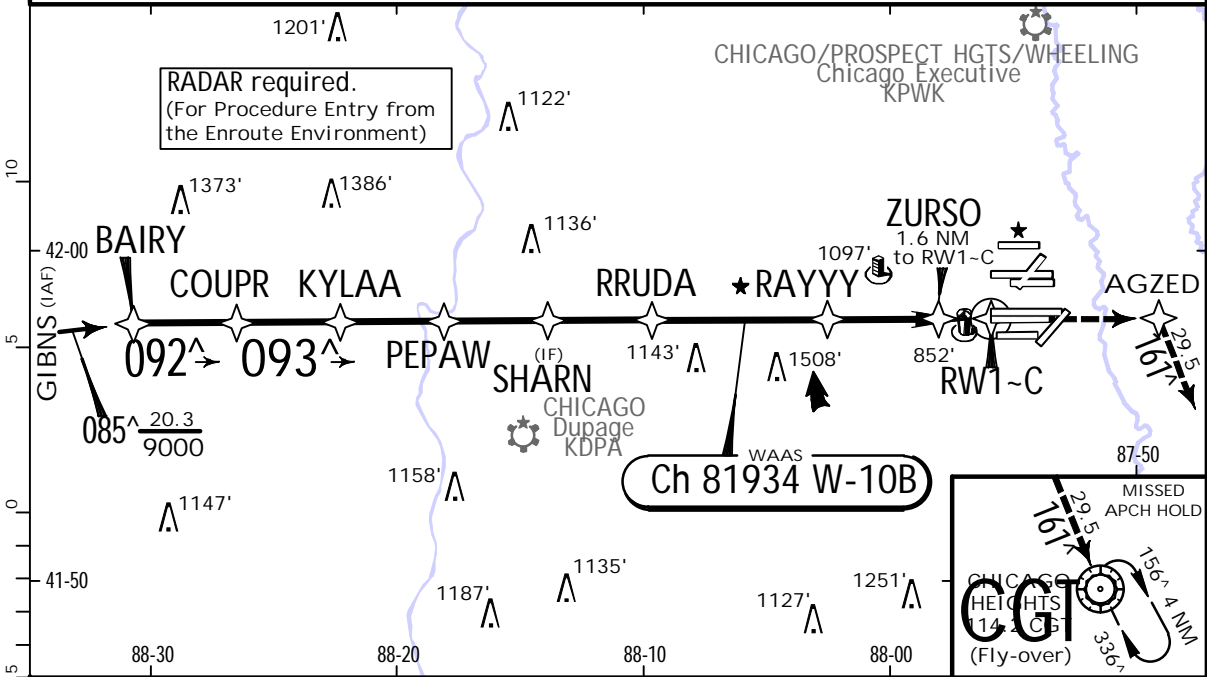 1201'
CHICAGO/PROSPECT HGTS/WHEELING
Chicago Executive
KPWK
RADAR required.
(For Procedure Entry from
the Enroute Environment)
1122'
10
1373'
1386'
1136'
42-00
BAIRY
COUPR
KYLAA
RRUDA
RAYYY
1097'
ZURSO
1.6 NM
to RW1~C
AGZED
GIBNS (IAF)
5
092^
093^
PEPAW
(IF)
SHARN
1143'
1508'
852'
RW1~C
29.5
161^
085^ 20.3
9000
CHICAGO
Dupage
KDPA
87-50
WAAS
Ch 81934 W-10B
1158'
1147'
0
MISSED
APCH HOLD
29.5
161^
156^ 4 NM
336^
41-50
1187'
1135'
1127'
1251'
CHICAGO
HEIGHTS
114.2 CGT
CGT
(Fly-over)
5
88-30
88-20
88-10
88-00